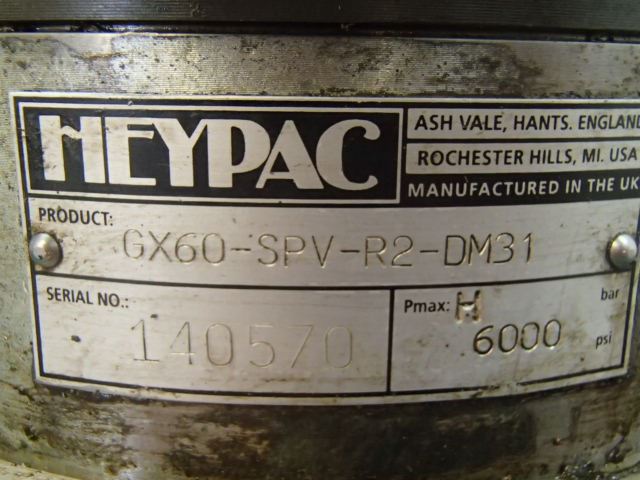 HEYPAC
ASH VALE, HANTS. ENGLAND
ROCHESTER HILLS, MI. USA
MANUFACTURED IN THE UK
PRODUCT:
GX60-SPV-R2-DM31
SERIAL NO.:
140570
Pmax: H bar
6000 psi